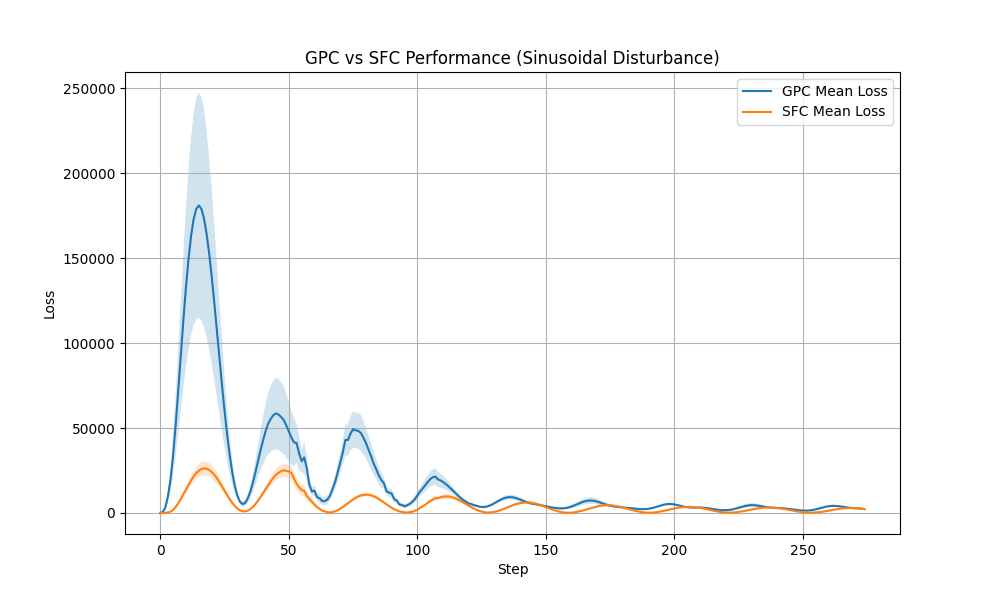 GPC vs SFC Performance (Sinusoidal Disturbance)
GPC Mean Loss
SFC Mean Loss
250000
200000
150000
100000
50000
0
Loss
0 50 100 150 200 250
Step